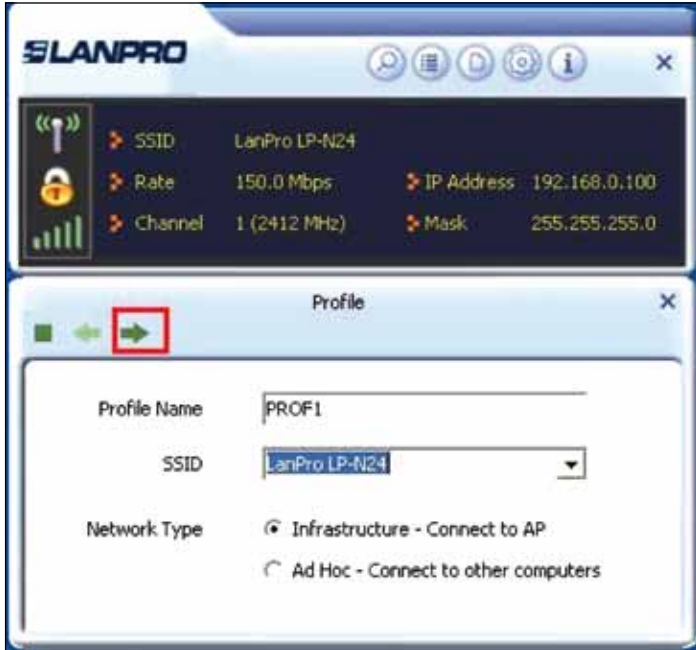 LANPRO
SSID LanPro LP-N24
Rate 150.0 Mbps IP Address 192.168.0.100
Channel 1 (2412 MHz) Mask 255.255.255.0
Profile
Profile Name PROF1
SSID LanPro LP-N24
Network Type Infrastructure - Connect to AP
Ad Hoc - Connect to other computers